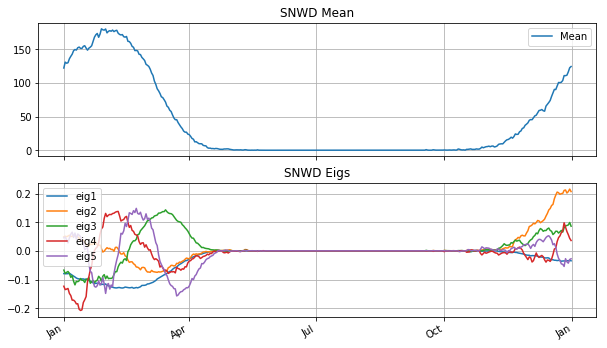 SNWD Mean
150
100
50
0
Mean
SNWD Eigs
0.2
0.1
0.0
−0.1
−0.2
eig1
eig2
eig3
eig4
eig5
Jan
Apr
Jul
Oct
Jan